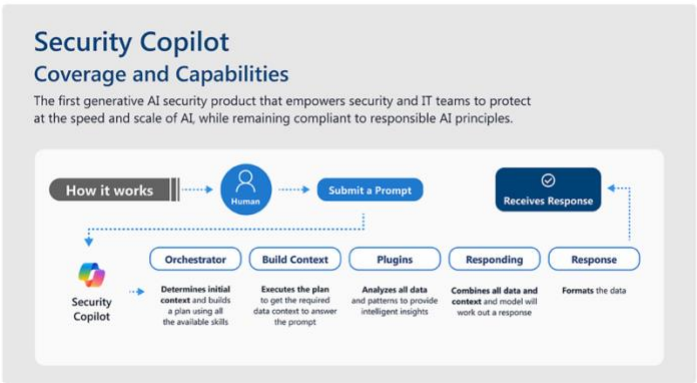 Security Copilot
Coverage and Capabilities
The first generative AI security product that empowers security and IT teams to protect
at the speed and scale of AI, while remaining compliant to responsible AI principles.
How it works
Human
Submit a Prompt
Receives Response
Security
Copilot
Orchestrator
Determines initial
context and builds
a plan using all
the available skills
Build Context
Executes the plan
to get the required
data context to answer
the prompt
Plugins
Analyzes all data
and patterns to provide
intelligent insights
Responding
Combines all data and
context and model will
work out a response
Response
Formats the data